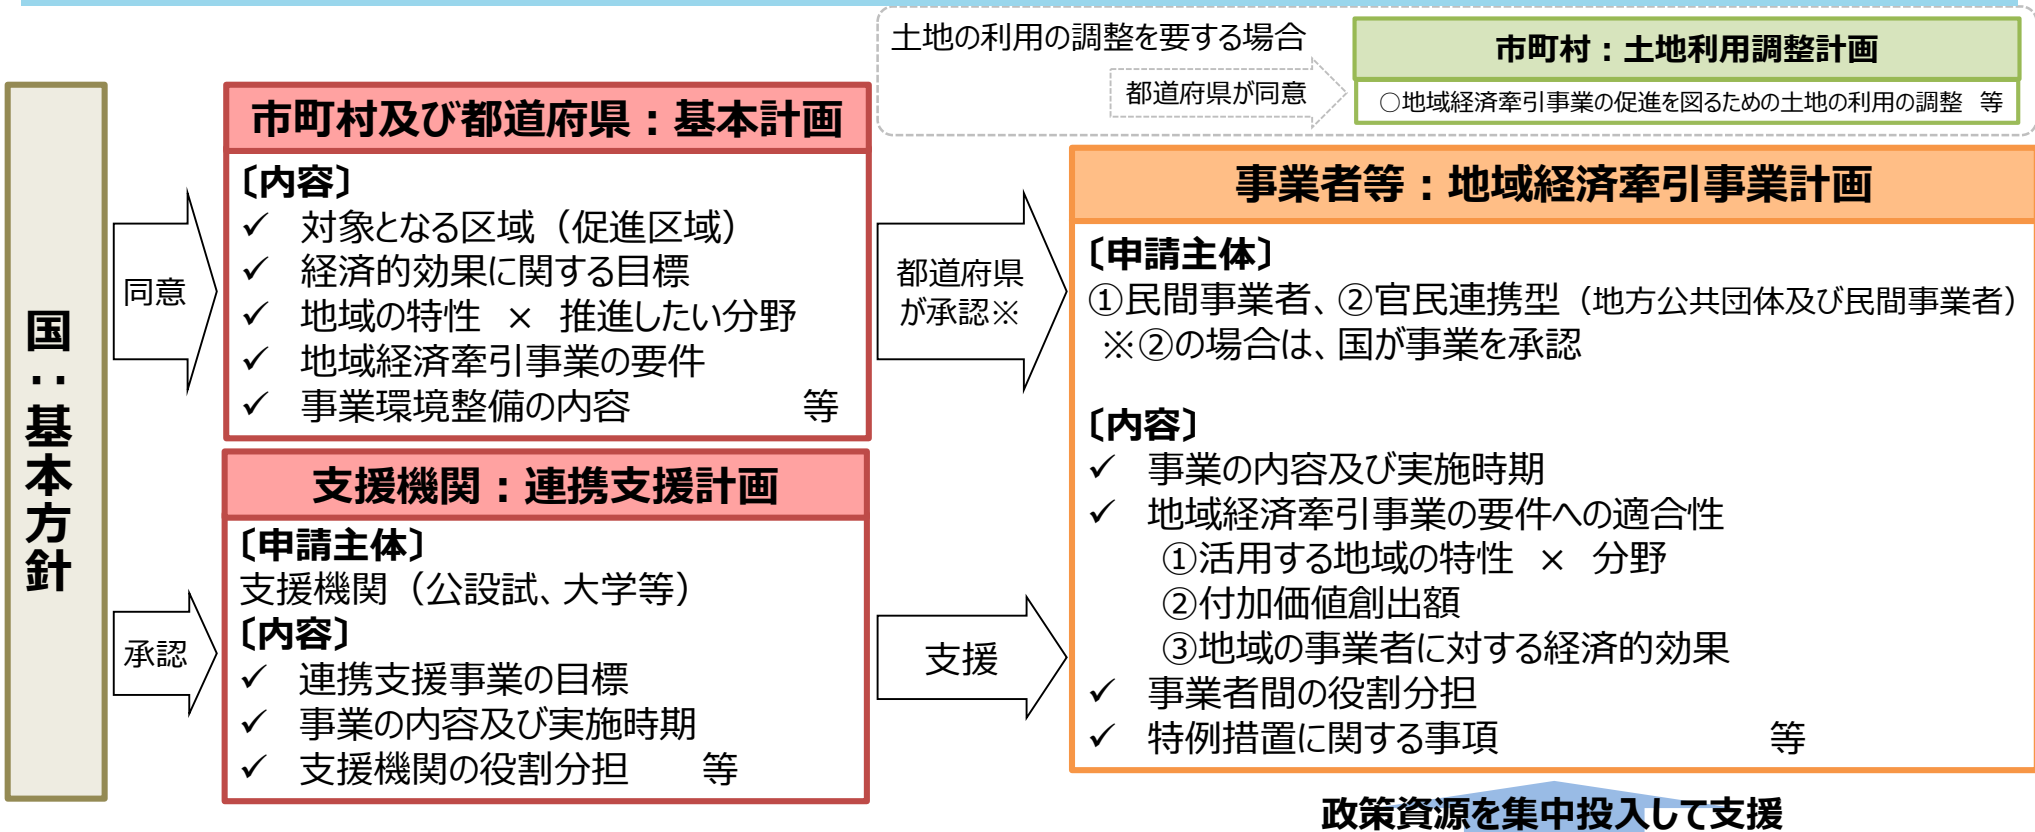 土地の利用の調整を要する場合
都道府県が同意
市町村：土地利用調整計画
○地域経済牽引事業の促進を図るための土地の利用の調整　等
国：基本方針
同意
市町村及び都道府県：基本計画
〔内容〕
✓ 対象となる区域（促進区域）
✓ 経済的効果に関する目標
✓ 地域の特性　×　推進したい分野
✓ 地域経済牽引事業の要件
✓ 事業環境整備の内容　　　　等
承認
支援機関：連携支援計画
〔申請主体〕
支援機関（公設試、大学等）
〔内容〕
✓ 連携支援事業の目標
✓ 事業の内容及び実施時期
✓ 支援機関の役割分担　　等
都道府県
が承認※
支援
事業者等：地域経済牽引事業計画
〔申請主体〕
①民間事業者、②官民連携型（地方公共団体及び民間事業者）
※②の場合は、国が事業を承認
〔内容〕
✓ 事業の内容及び実施時期
✓ 地域経済牽引事業の要件への適合性
①活用する地域の特性　×　分野
②付加価値創出額
③地域の事業者に対する経済的効果
✓ 事業者間の役割分担
✓ 特例措置に関する事項　　　　　　等
政策資源を集中投入して支援